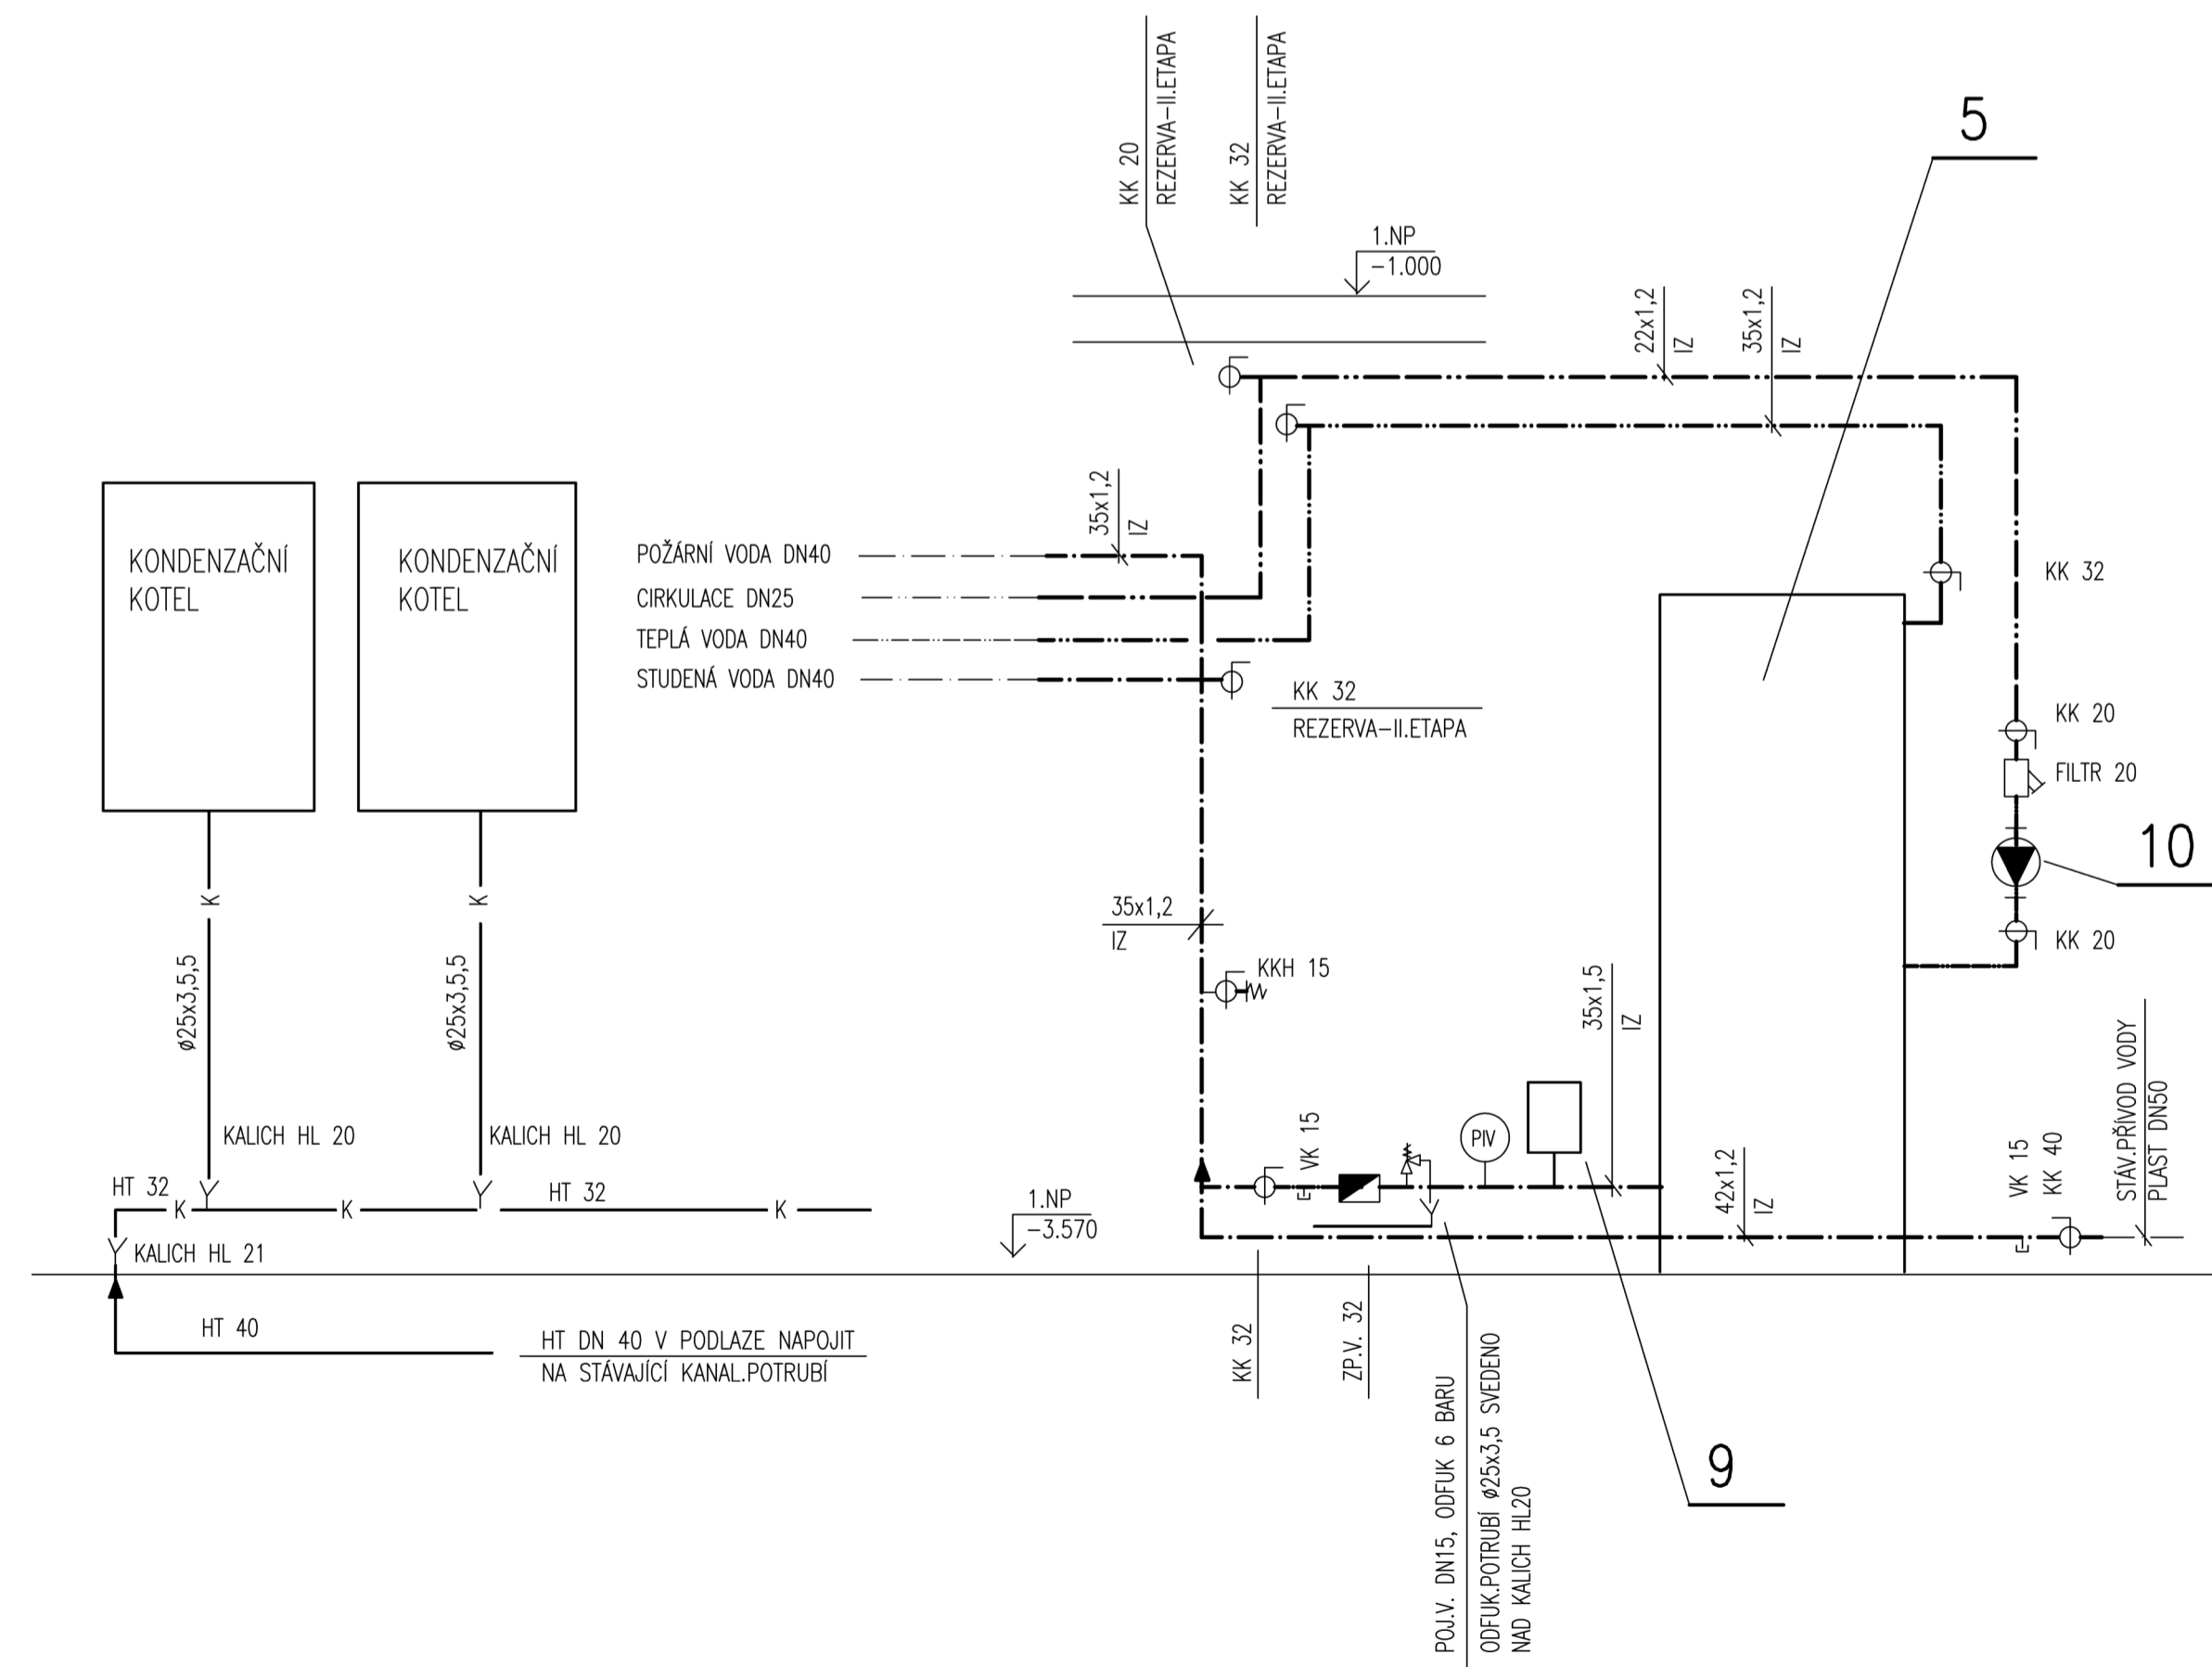 KK 20
REZERVA-II.ETAPA
KK 32
REZERVA-II.ETAPA
5
1.NP
-1.000
22x1,2
IZ
35x1,2
IZ
35x1,2
IZ
KONDENZAČNÍ
KOTEL
KONDENZAČNÍ
KOTEL
POŽÁRNÍ VODA DN40
CIRKULACE DN25
TEPLÁ VODA DN40
STUDENÁ VODA DN40
KK 32
KK 32
REZERVA-II.ETAPA
KK 20
FILTR 20
10
KK 20
K
K
35x1,2
IZ
KKH 15
ø25x3,5,5
ø25x3,5,5
35x1,5
IZ
STÁV.PŘÍVOD VODY
PLAST DN50
KALICH HL 20
KALICH HL 20
VK 15
PIV
42x1,2
IZ
VK 15
KK 40
HT 32
HT 32
K
K
K
1.NP
-3.570
KALICH HL 21
HT 40
HT DN 40 V PODLAZE NAPOJIT
NA STÁVAJÍCÍ KANAL.POTRUBÍ
KK 32
ZP.V. 32
POJ.V. DN15, ODFUK 6 BARU
ODFUK.POTRUBÍ ø25x3,5 SVEDENO
NAD KALICH HL20
9